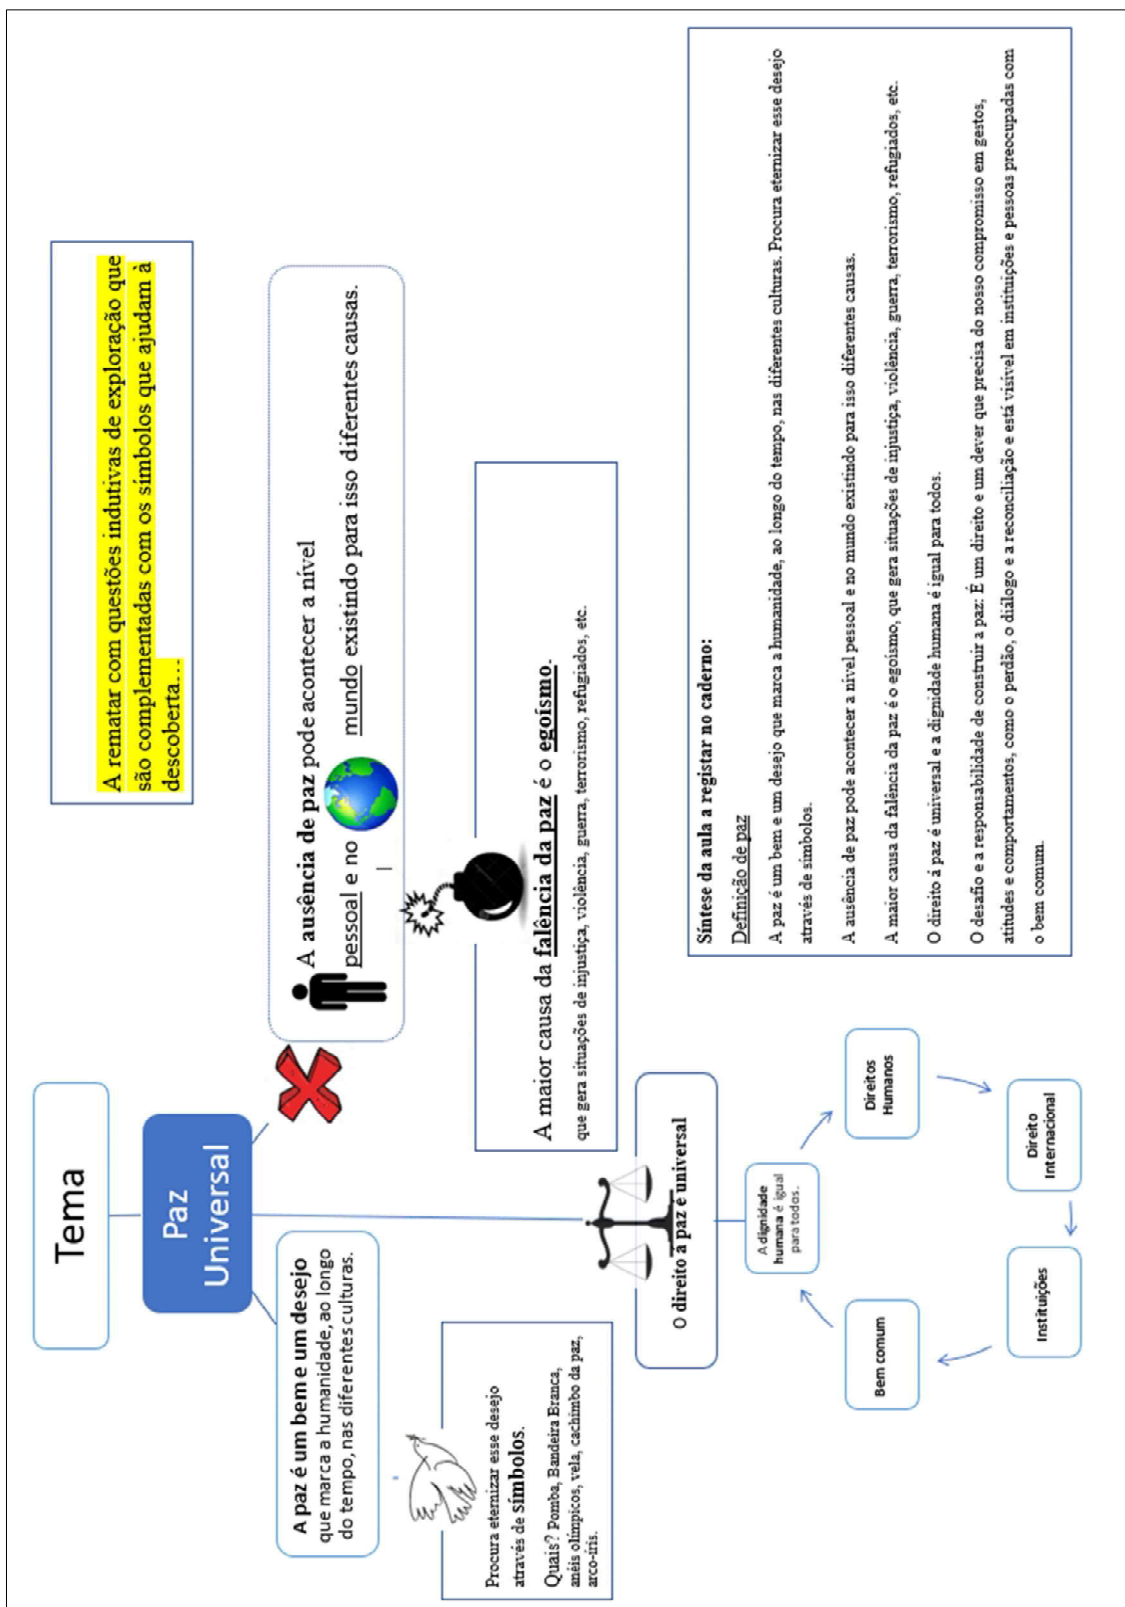 Tema
Paz
Universal
A paz é um bem e um desejo
que marca a humanidade, ao longo
do tempo, nas diferentes culturas.
Procura eternizar esse desejo
através de símbolos.
Quais? Pomba, Bandeira Branca,
anéis olímpicos, vela, cachimbo da paz,
arco-íris.
A rematar com questões indutivas de exploração que
são complementadas com os símbolos que ajudam à
descoberta...
A ausência de paz pode acontecer a nível
pessoal e no mundo existindo para isso diferentes causas.
A maior causa da falência da paz é o egoísmo.
que gera situações de injustiça, violência, guerra, terrorismo, refugiados, etc.
O direito à paz é universal
A dignidade
humana é igual
para todos.
Direitos
Humanos
Direito
Internacional
Instituições
Bem comum
Síntese da aula a registar no caderno:
Definição de paz
A paz é um bem e um desejo que marca a humanidade, ao longo do tempo, nas diferentes culturas. Procura eternizar esse desejo
através de símbolos.
A ausência de paz pode acontecer a nível pessoal e no mundo existindo para isso diferentes causas.
A maior causa da falência da paz é o egoísmo, que gera situações de injustiça, violência, guerra, terrorismo, refugiados, etc.
O direito à paz é universal e a dignidade humana é igual para todos.
O desafio e a responsabilidade de construir a paz: É um direito e um dever que precisa do nosso compromisso em gestos,
atitudes e comportamentos, como o perdão, o diálogo e a reconciliação e está visível em instituições e pessoas preocupadas com
o bem comum.